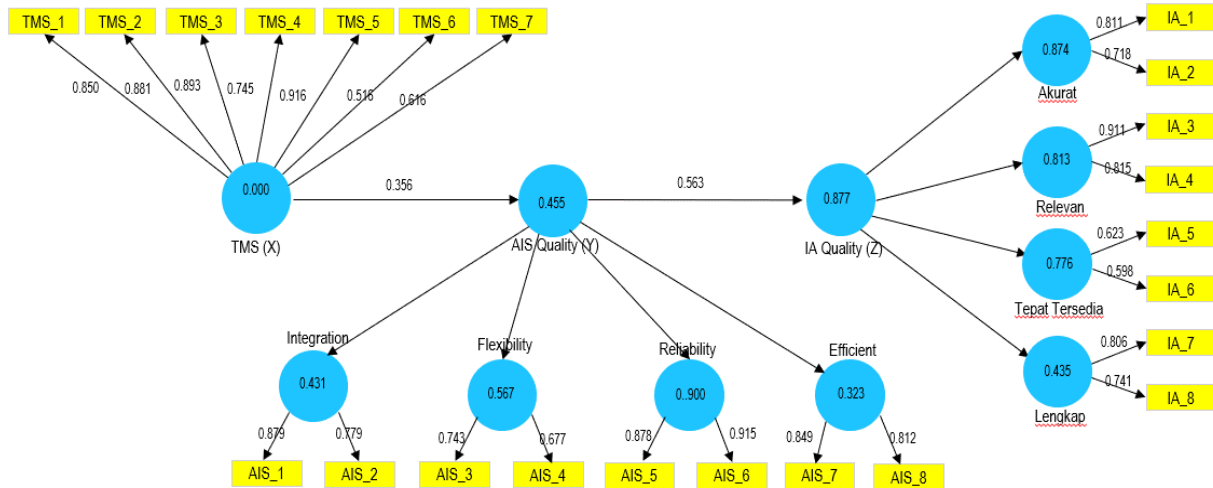 TMS_1 TMS_2 TMS_3 TMS_4 TMS_5 TMS_6 TMS_7
0.850 0.881 0.893 0.745 0.916 0.516 0.616
0.000
TMS (X)
0.356
0.455
AIS Quality (Y)
0.563
0.877
IA Quality (Z)
0.874
Akurat
0.811
IA_1
0.718
IA_2
0.813
Relevan
0.911
IA_3
0.815
IA_4
0.776
Tepat Tersedia
0.623
IA_5
0.598
IA_6
0.435
Lengkap
0.806
IA_7
0.741
IA_8
Integration
0.431
0.879 0.779
AIS_1 AIS_2
Flexibility
0.567
0.743 0.677
AIS_3 AIS_4
Reliability
0..900
0.878 0.915
AIS_5 AIS_6
Efficient
0.323
0.849 0.812
AIS_7 AIS_8